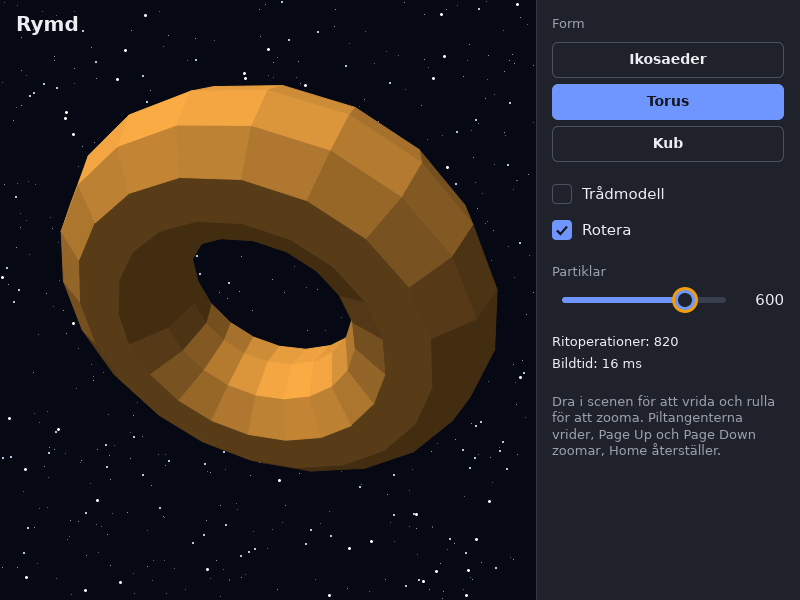 Rymd
Form
Ikosaeder
Torus
Kub
Trådmodell
Rotera
Partiklar
600
Ritoperationer: 820
Bildtid: 16 ms
Dra i scenen för att vrida och rulla
för att zooma. Piltangenterna
vrider, Page Up och Page Down
zoomar, Home återställer.